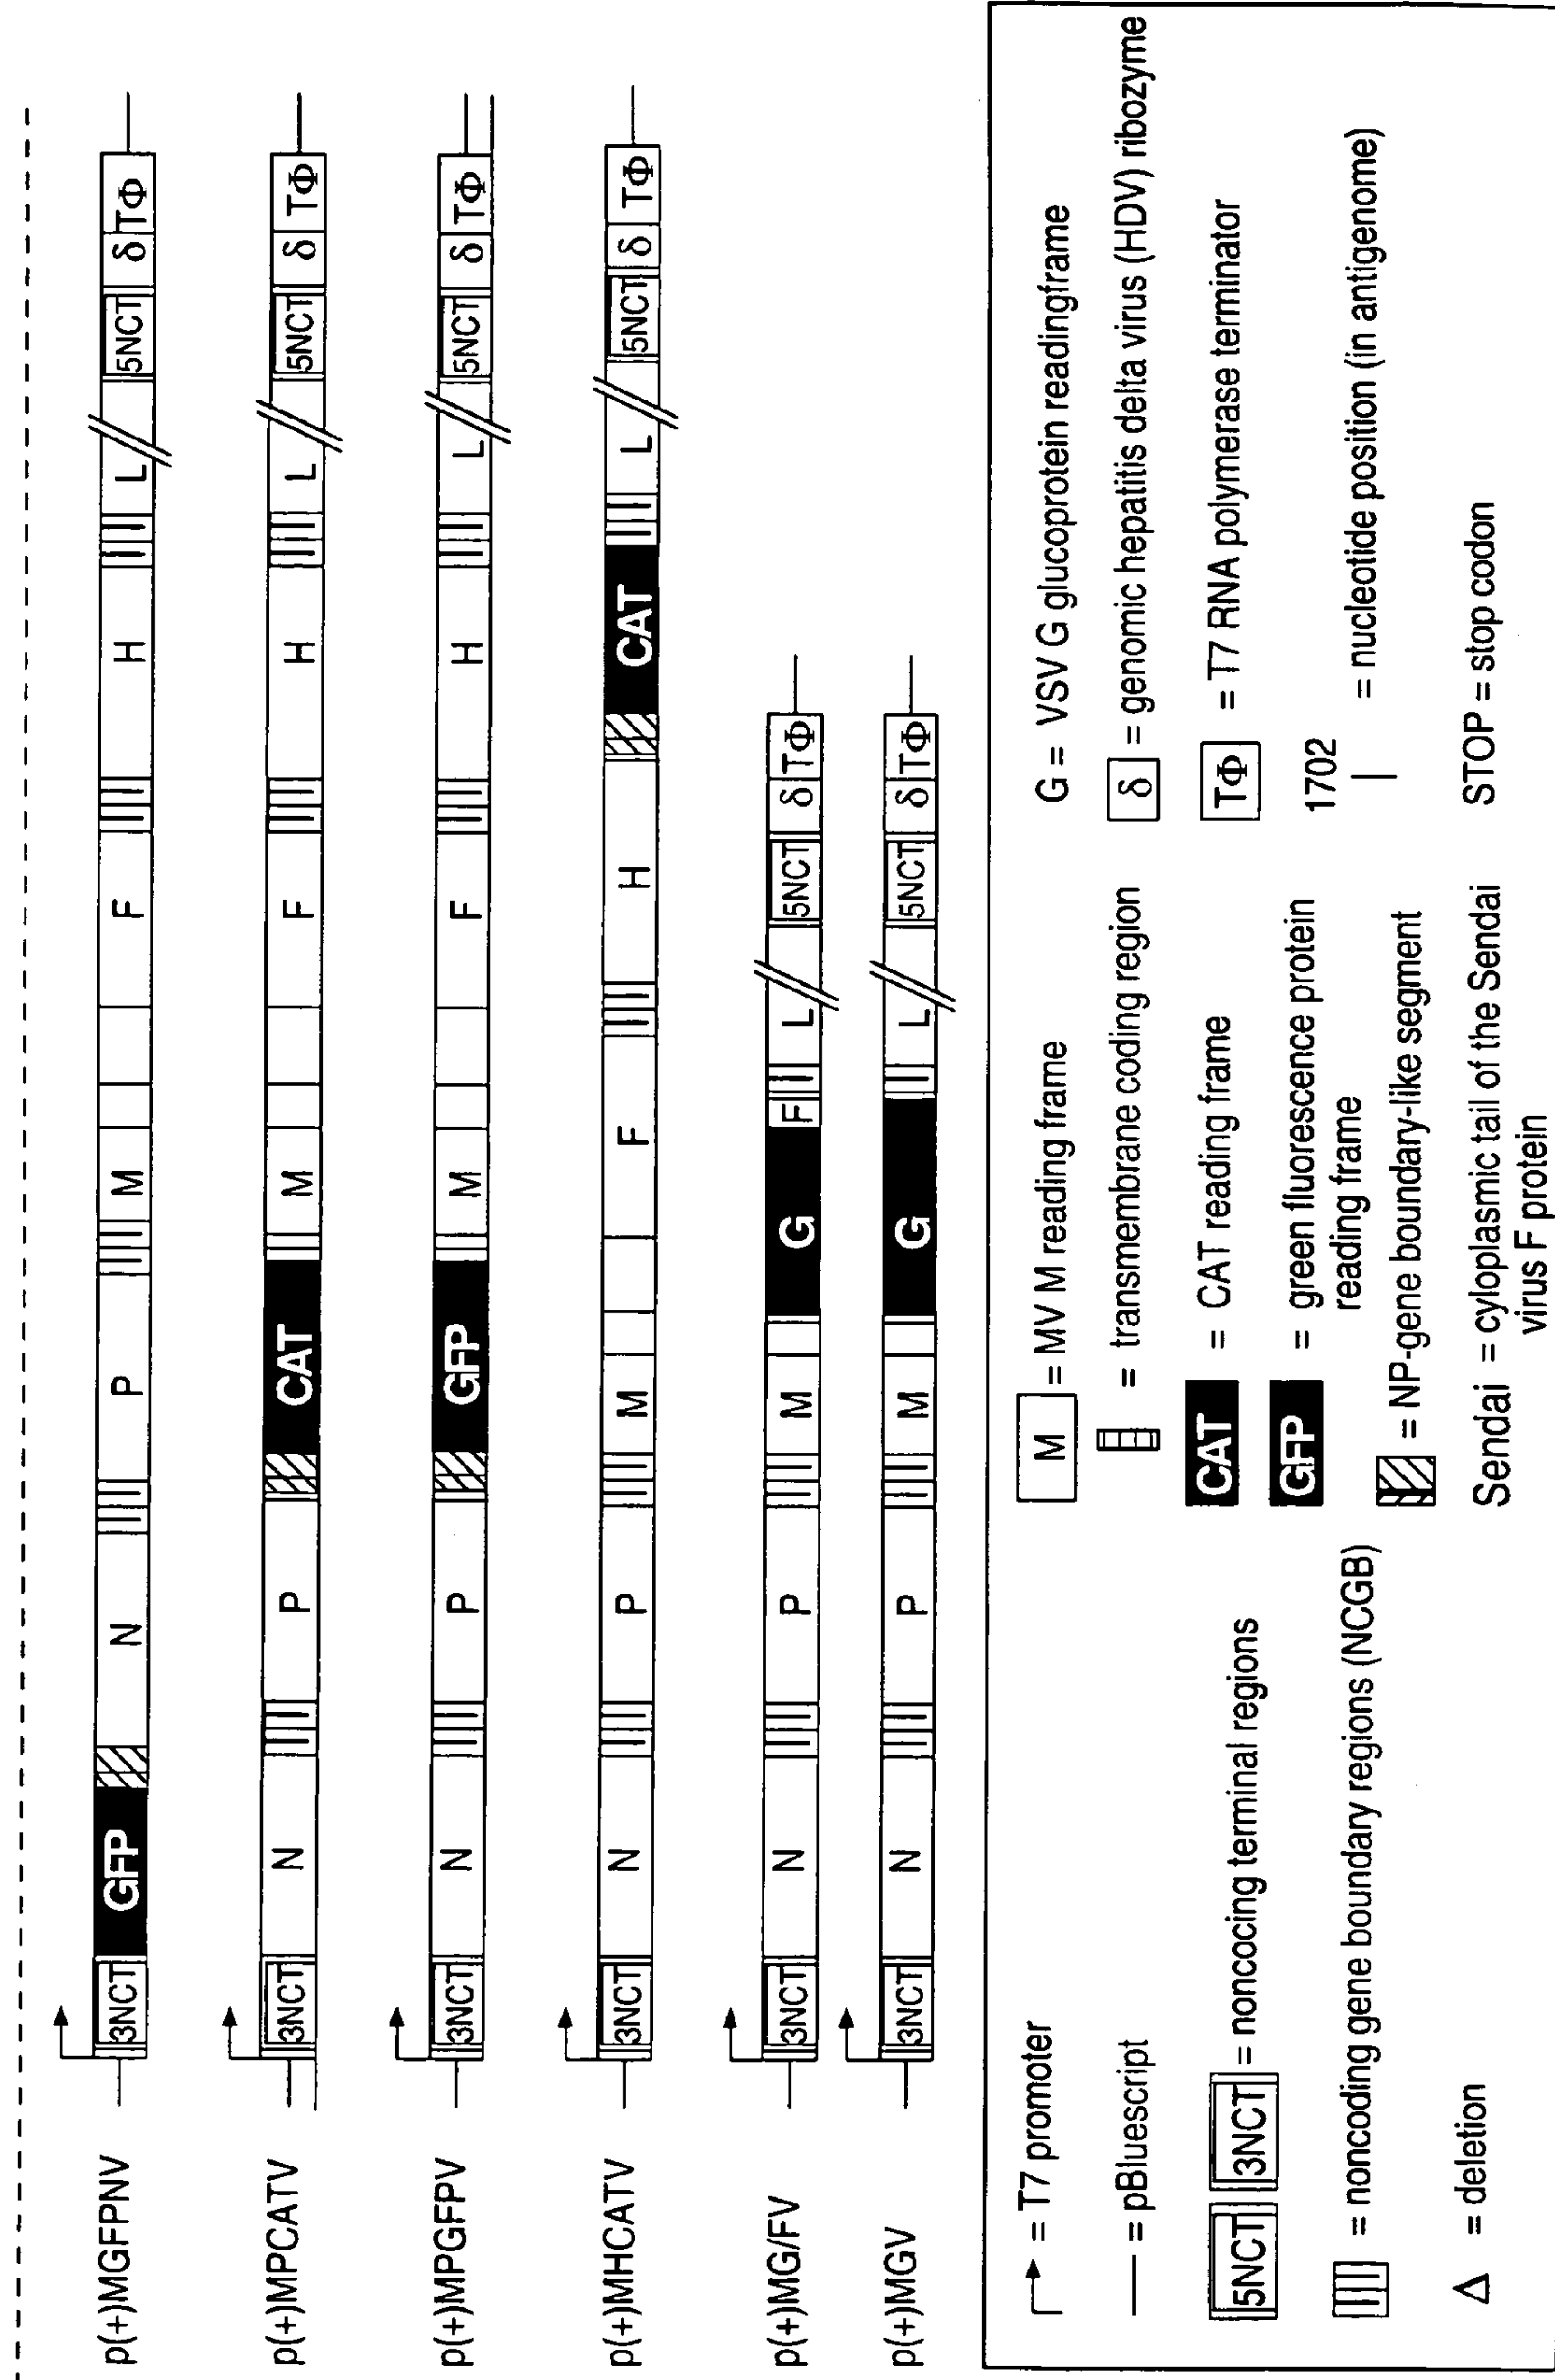 p(+)MGFPNV 3NCT GFP N P M F H L 5NCT δ TΦ
p(+)MPCATV 3NCT N P CAT M F H L 5NCT δ TΦ
p(+)MPGFPV 3NCT N P GFP M F H L 5NCT δ TΦ
p(+)MHCATV 3NCT N P M F H CAT L 5NCT δ TΦ
p(+)MG/FV 3NCT N P M G F L 5NCT δ TΦ
p(+)MGV 3NCT N P M G L 5NCT δ TΦ
= T7 promoter
= pBluescript
5NCT 3NCT = noncocing terminal regions
= noncoding gene boundary regions (NCGB)
Δ = deletion
M = MV M reading frame
= transmembrane coding region
CAT = CAT reading frame
GFP = green fluorescence protein
reading frame
= NP-gene boundary-like segment
Sendai = cyloplasmic tail of the Sendai
virus F protein
G = VSV G glucoprotein readingframe
δ = genomic hepatitis delta virus (HDV) ribozyme
TΦ = T7 RNA polymerase terminator
1702
= nucleotide position (in antigenome)
STOP = stop codon